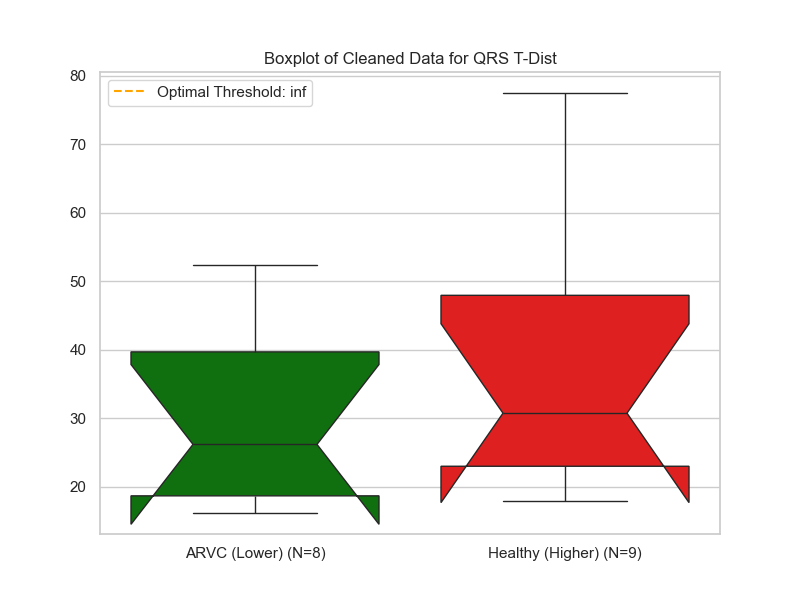 Boxplot of Cleaned Data for QRS T-Dist
80
Optimal Threshold: inf
70
60
50
40
30
20
ARVC (Lower) (N=8)
Healthy (Higher) (N=9)